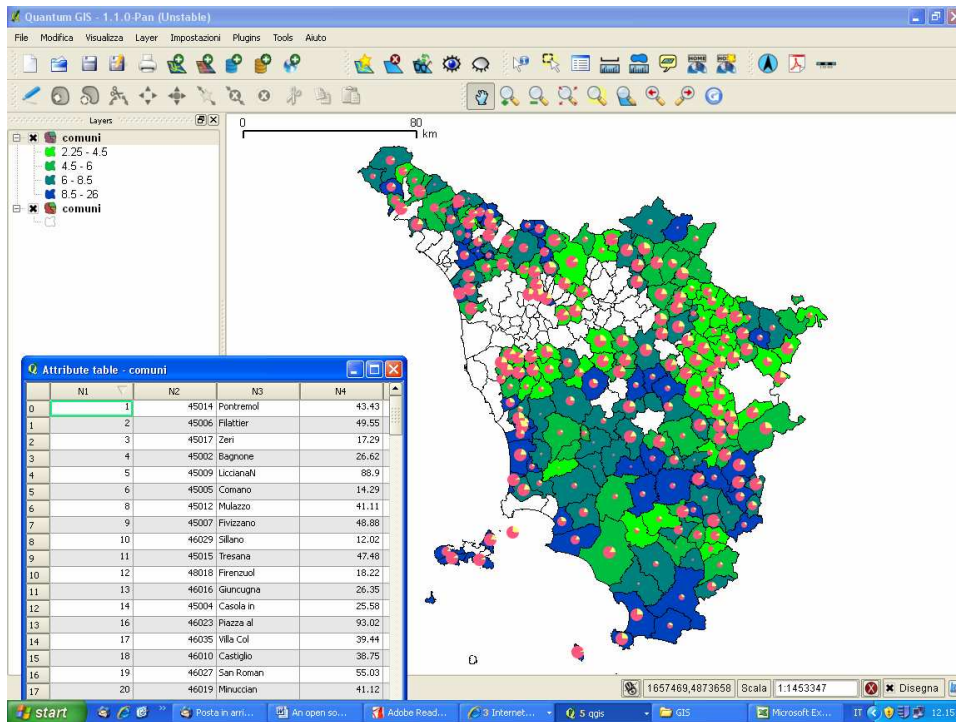 Quantum GIS - 1.1.0-Pan (Unstable)
File Modifica Visualizza Layer Impostazioni Plugins Tools Aiuto
Layers
comuni
2.25 - 4.5
4.5 - 6
6 - 8.5
8.5 - 26
comuni
0 80
km
Attribute table - comuni
N1 N2 N3 N4
0 1 45014 Pontremol 43.43
1 2 45006 Filattier 49.55
2 3 45017 Zeri 17.29
3 4 45002 Bagnone 26.62
4 5 45009 LiccianaN 88.9
5 6 45005 Comano 14.29
6 8 45012 Mulazzo 41.11
7 9 45007 Fivizzano 48.88
8 10 46029 Sillano 12.02
9 11 45015 Tresana 47.48
10 12 48018 Firenzuol 18.22
11 13 46016 Giuncugna 26.35
12 14 45004 Casola in 25.58
13 16 46023 Piazza al 93.02
14 17 46035 Villa Col 39.44
15 18 46010 Castiglio 38.75
16 19 46027 San Roman 55.03
17 20 46019 Minuccian 41.12
1657469,4873658 Scala 1:1453347 Disegna
start Posta in arri... An open so... Adobe Read... 3 Internet... 5 qgis GIS Microsoft Ex... IT 12.15